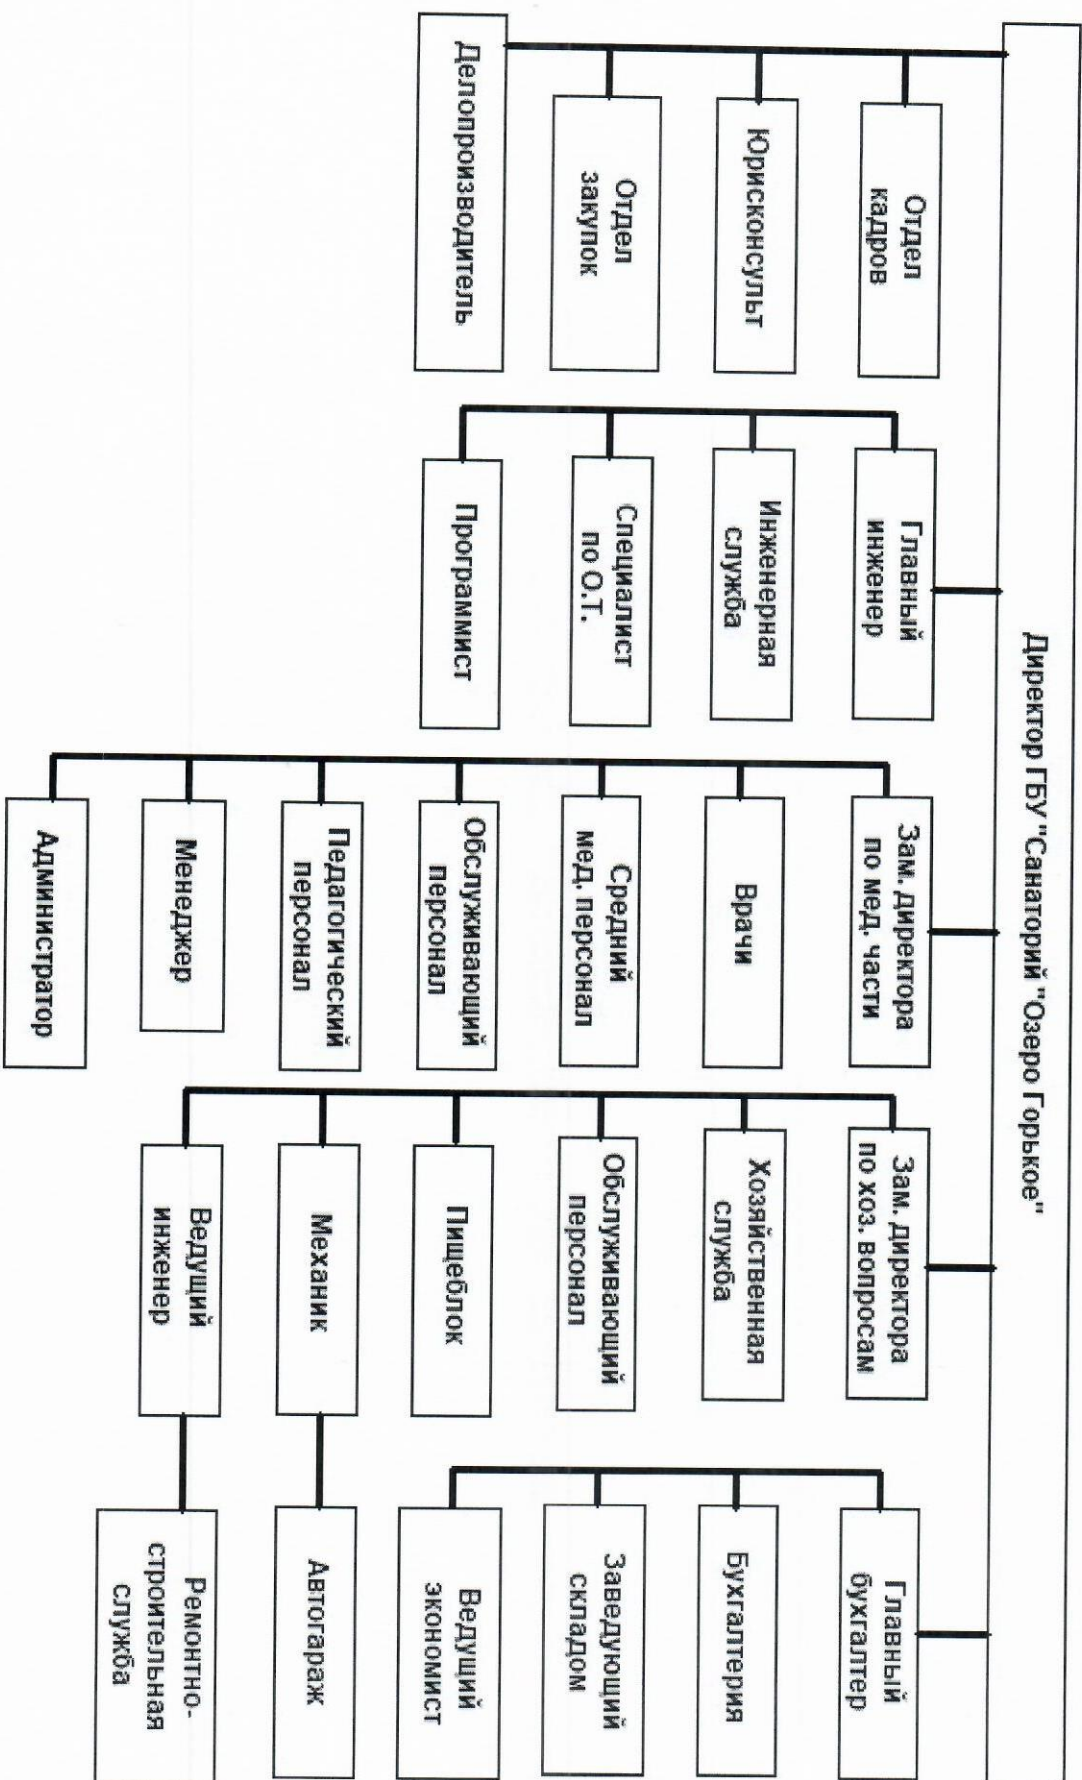 Директор ГБУ "Санаторий "Озеро Горькое"
Отдел
кадров
Юрисконсульт
Отдел
закупок
Делопроизводитель
Главный
инженер
Инженерная
служба
Специалист
по О.Т.
Программист
Зам. директора
по мед. части
Врачи
Средний
мед. персонал
Обслуживающий
персонал
Педагогический
персонал
Менеджер
Администратор
Зам. директора
по хоз. вопросам
Хозяйственная
служба
Обслуживающий
персонал
Пищеблок
Механик
Ведущий
инженер
Главный
бухгалтер
Бухгалтерия
Заведующий
складом
Ведущий
экономист
Автогараж
Ремонтно-
строительная
служба